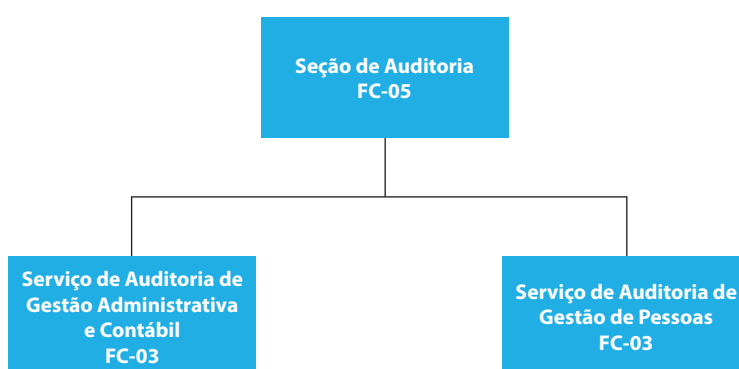 Seção de Auditoria
FC-05
Serviço de Auditoria de
Gestão Administrativa
e Contábil
FC-03
Serviço de Auditoria de
Gestão de Pessoas
FC-03